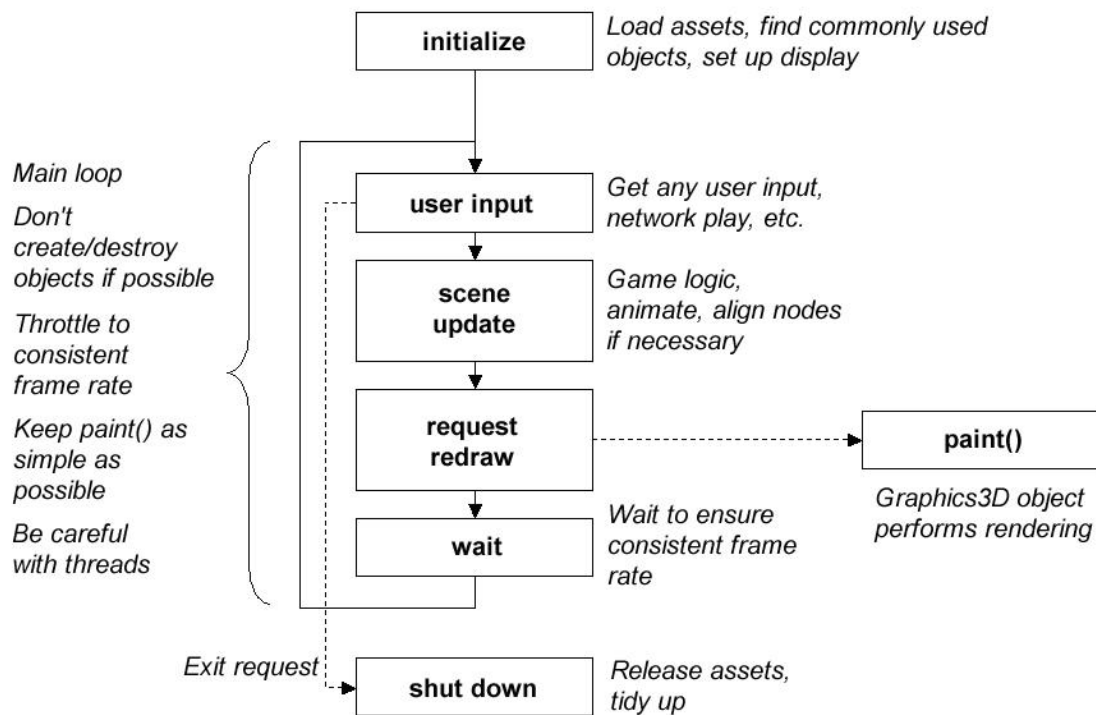 initialize
Load assets, find commonly used
objects, set up display
Main loop
Don't
create/destroy
objects if possible
Throttle to
consistent
frame rate
Keep paint() as
simple as
possible
Be careful
with threads
user input
Get any user input,
network play, etc.
scene
update
Game logic,
animate, align nodes
if necessary
request
redraw
paint()
Graphics3D object
performs rendering
wait
Wait to ensure
consistent frame
rate
Exit request
shut down
Release assets,
tidy up